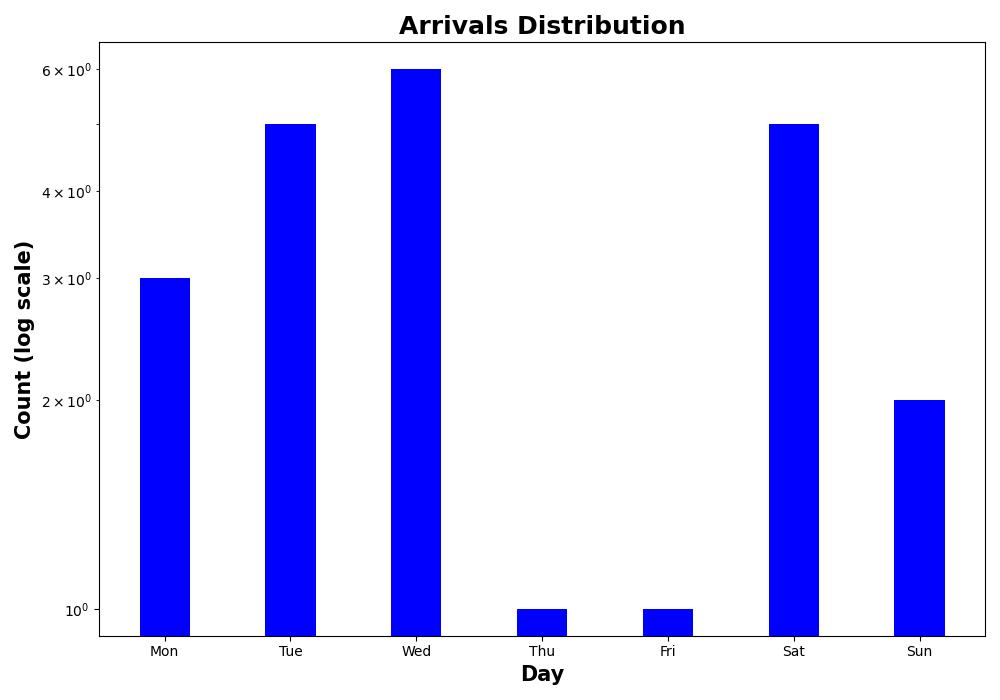 Arrivals Distribution
Count (log scale)
6 × 10⁰
4 × 10⁰
3 × 10⁰
2 × 10⁰
10⁰
Mon Tue Wed Thu Fri Sat Sun
Day